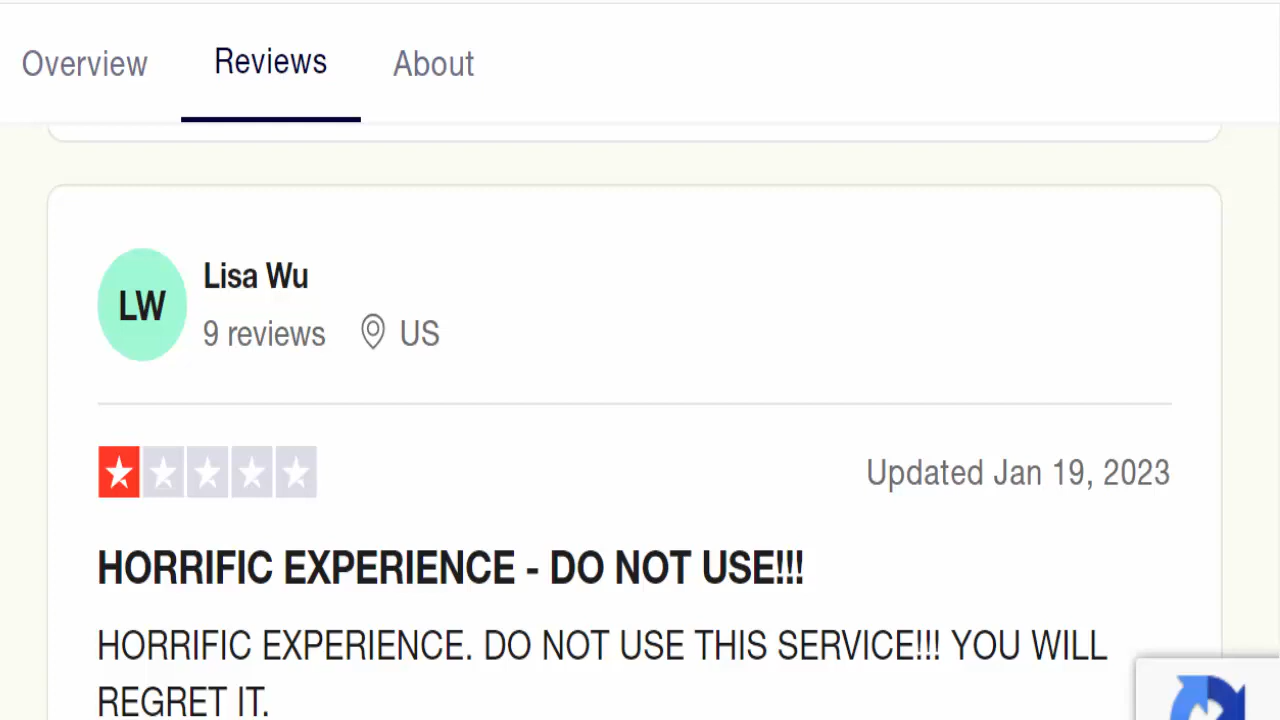 Overview Reviews About
LW
Lisa Wu
9 reviews US
Updated Jan 19, 2023
HORRIFIC EXPERIENCE - DO NOT USE!!!
HORRIFIC EXPERIENCE. DO NOT USE THIS SERVICE!!! YOU WILL
REGRET IT.